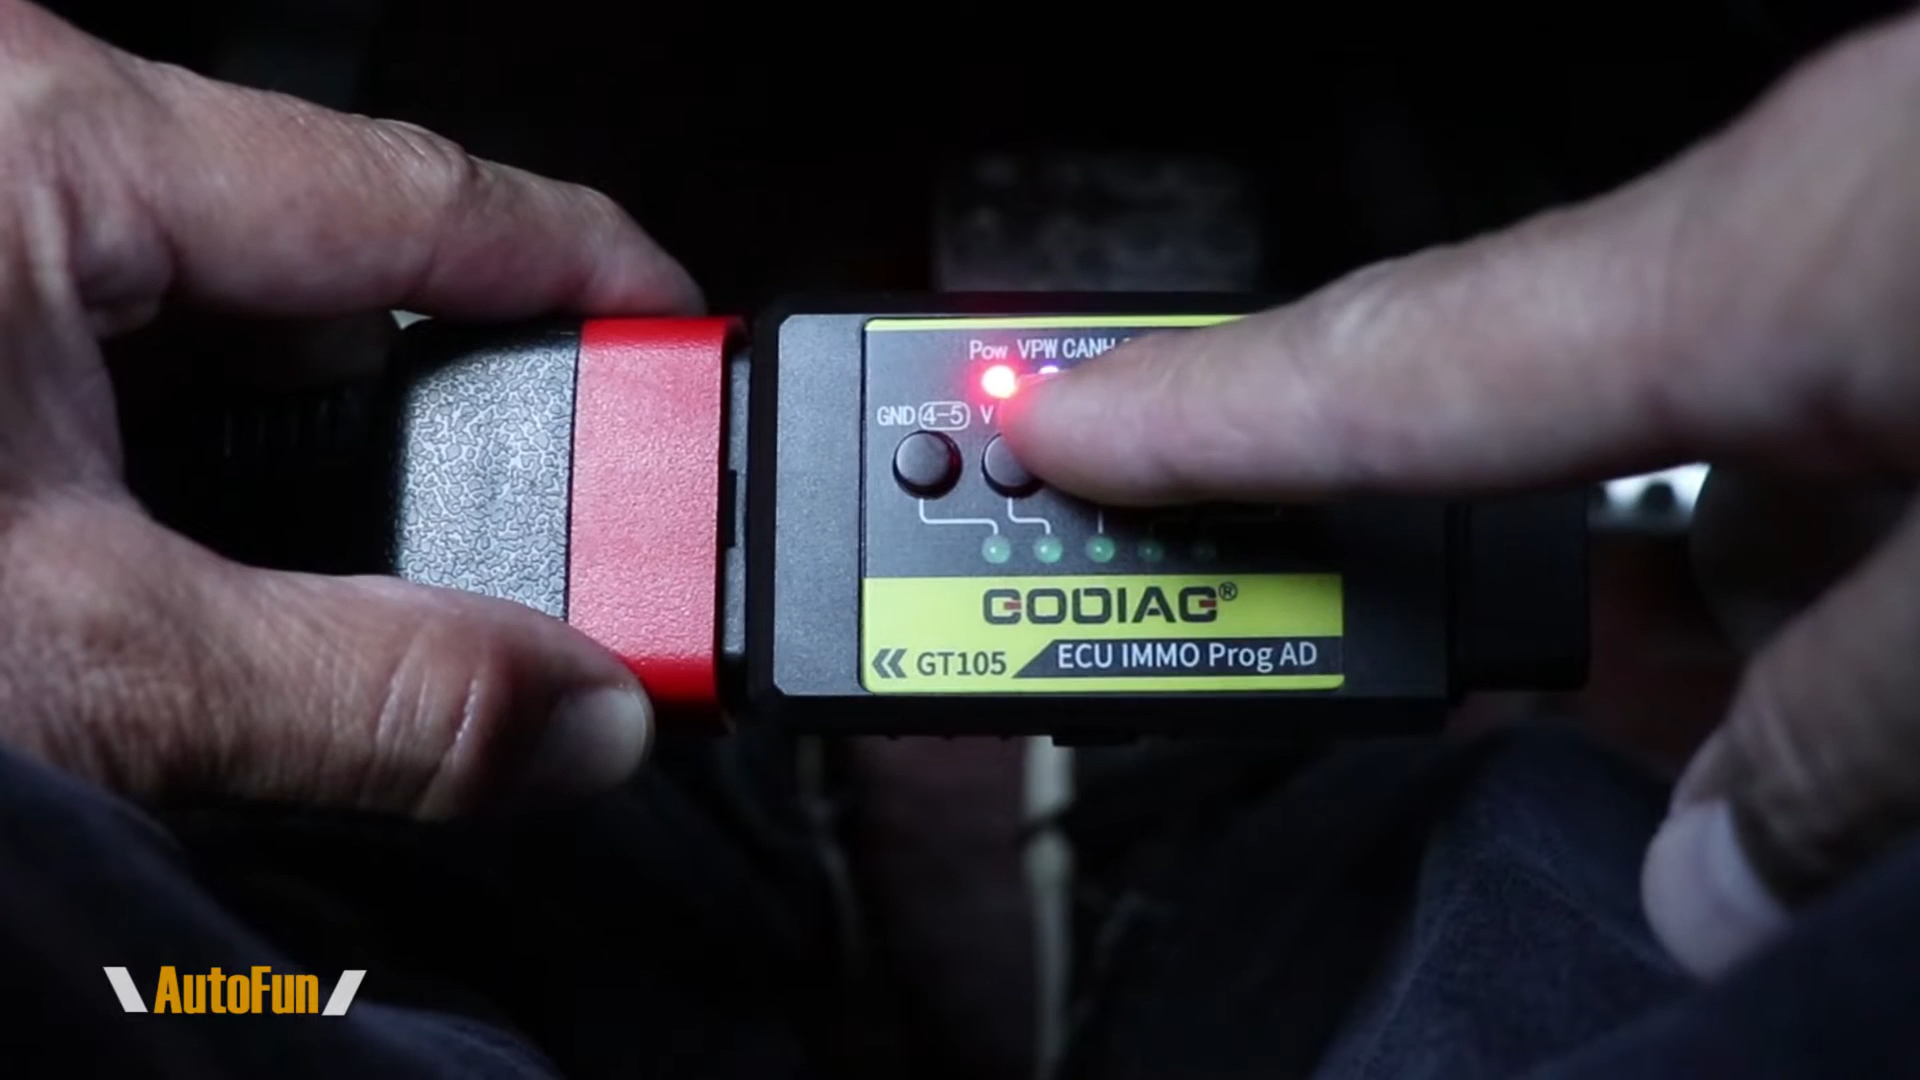 Pow VPW CANH
GND 4-5 V
GODIAG®
GT105 ECU IMMO Prog AD
AutoFun